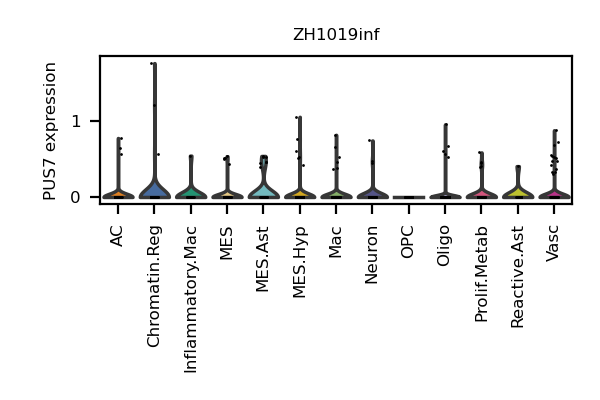 ZH1019inf
PUS7 expression
1
0
AC
Chromatin.Reg
Inflammatory.Mac
MES
MES.Ast
MES.Hyp
Mac
Neuron
OPC
Oligo
Prolif.Metab
Reactive.Ast
Vasc